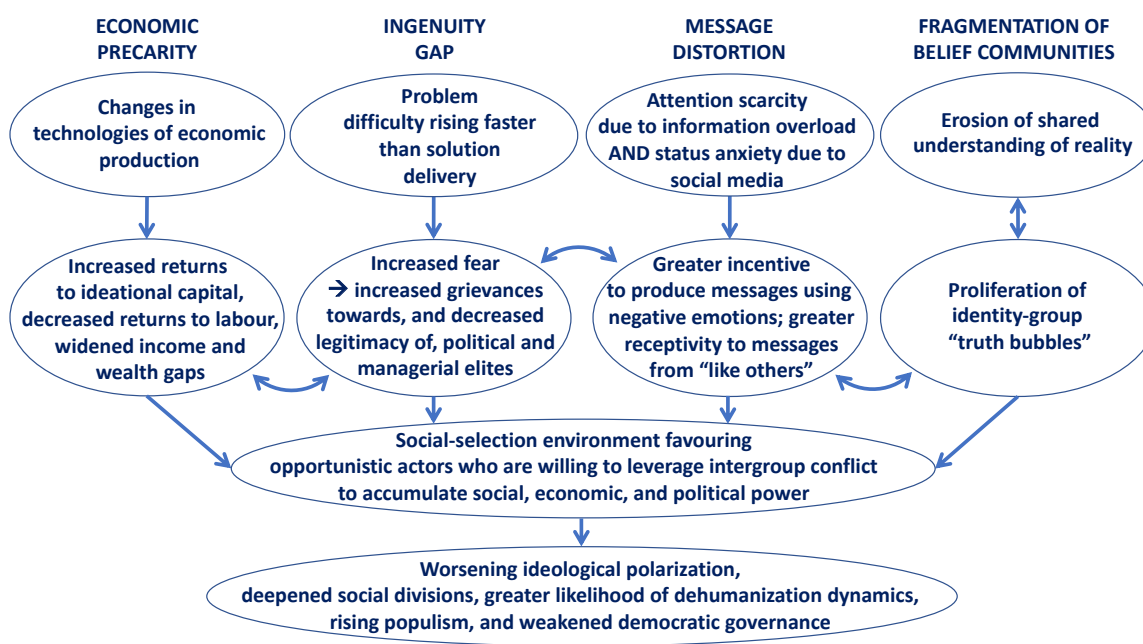 ECONOMIC
PRECARITY
INGENUITY
GAP
MESSAGE
DISTORTION
FRAGMENTATION OF
BELIEF COMMUNITIES
Changes in
technologies of economic
production
Problem
difficulty rising faster
than solution
delivery
Attention scarcity
due to information overload
AND status anxiety due to
social media
Erosion of shared
understanding of reality
Increased returns
to ideational capital,
decreased returns to labour,
widened income and
wealth gaps
Increased fear
→ increased grievances
towards, and decreased
legitimacy of, political and
managerial elites
Greater incentive
to produce messages using
negative emotions; greater
receptivity to messages
from “like others”
Proliferation of
identity-group
“truth bubbles”
Social-selection environment favouring
opportunistic actors who are willing to leverage intergroup conflict
to accumulate social, economic, and political power
Worsening ideological polarization,
deepened social divisions, greater likelihood of dehumanization dynamics,
rising populism, and weakened democratic governance